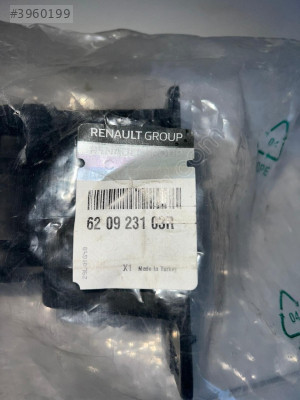 #3960199
RENAULT GROUP
62 09 231 03R
X1 Made in Turkey